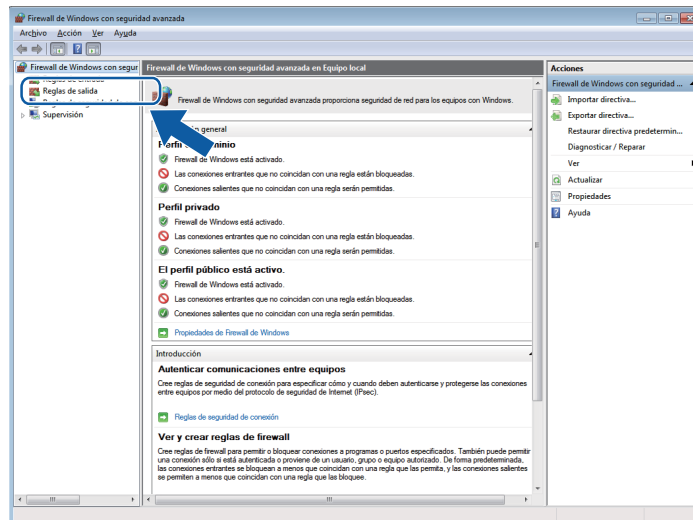 Firewall de Windows con seguridad avanzada
Archivo Acción Ver Ayuda
Firewall de Windows con segur
Reglas de entrada
Reglas de salida
Supervisión
Firewall de Windows con seguridad avanzada en Equipo local
Firewall de Windows con seguridad avanzada proporciona seguridad de red para los equipos con Windows.
general
Perfil minio
Firewall de Windows está activado.
Las conexiones entrantes que no coincidan con una regla están bloqueadas.
Conexiones salientes que no coincidan con una regla serán permitidas.
Perfil privado
Firewall de Windows está activado.
Las conexiones entrantes que no coincidan con una regla están bloqueadas.
Conexiones salientes que no coincidan con una regla serán permitidas.
El perfil público está activo.
Firewall de Windows está activado.
Las conexiones entrantes que no coincidan con una regla están bloqueadas.
Conexiones salientes que no coincidan con una regla serán permitidas.
Propiedades de Firewall de Windows
Introducción
Autenticar comunicaciones entre equipos
Cree reglas de seguridad de conexión para especificar cómo y cuando deben autenticarse y protegerse las conexiones
entre equipos por medio del protocolo de seguridad de Internet (IPsec).
Reglas de seguridad de conexión
Ver y crear reglas de firewall
Cree reglas de firewall para permitir o bloquear conexiones a programas o puertos especificados. También puede permitir
una conexión sólo si está autenticada o proviene de un usuario, grupo o equipo autorizado. De forma predeterminada,
las conexiones entrantes se bloquean a menos que coincidan con una regla que las permita, y las conexiones salientes
se permiten a menos que coincidan con una regla que las bloquee.
Acciones
Firewall de Windows con seguridad ...
Importar directiva...
Exportar directiva...
Restaurar directiva predetermin...
Diagnosticar / Reparar
Ver
Actualizar
Propiedades
Ayuda